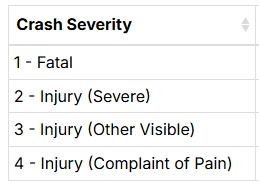 Crash Severity
1 - Fatal
2 - Injury (Severe)
3 - Injury (Other Visible)
4 - Injury (Complaint of Pain)